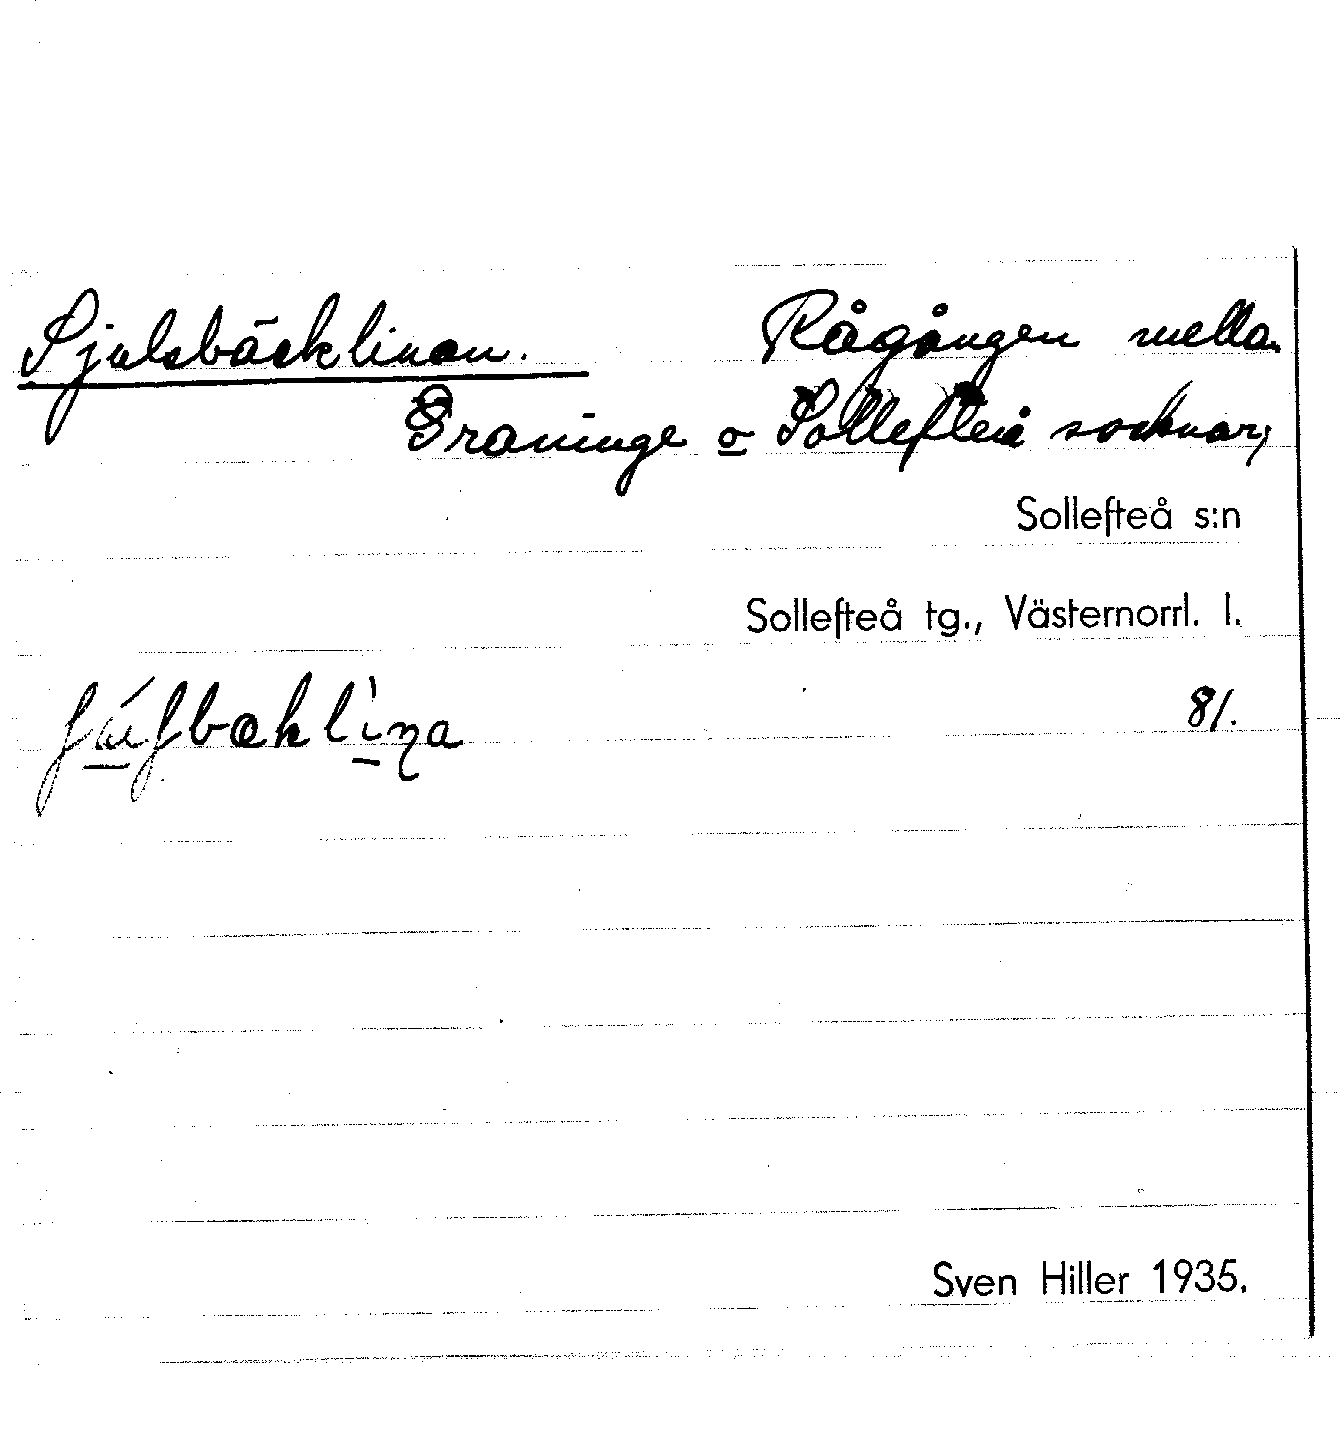 Sjulsbäcklinan. Rågången mellan
Graninge o Sollefteå socknar,
Sollefteå s:n
Sollefteå tg., Västernorrl. l.
81.
Sven Hiller 1935.